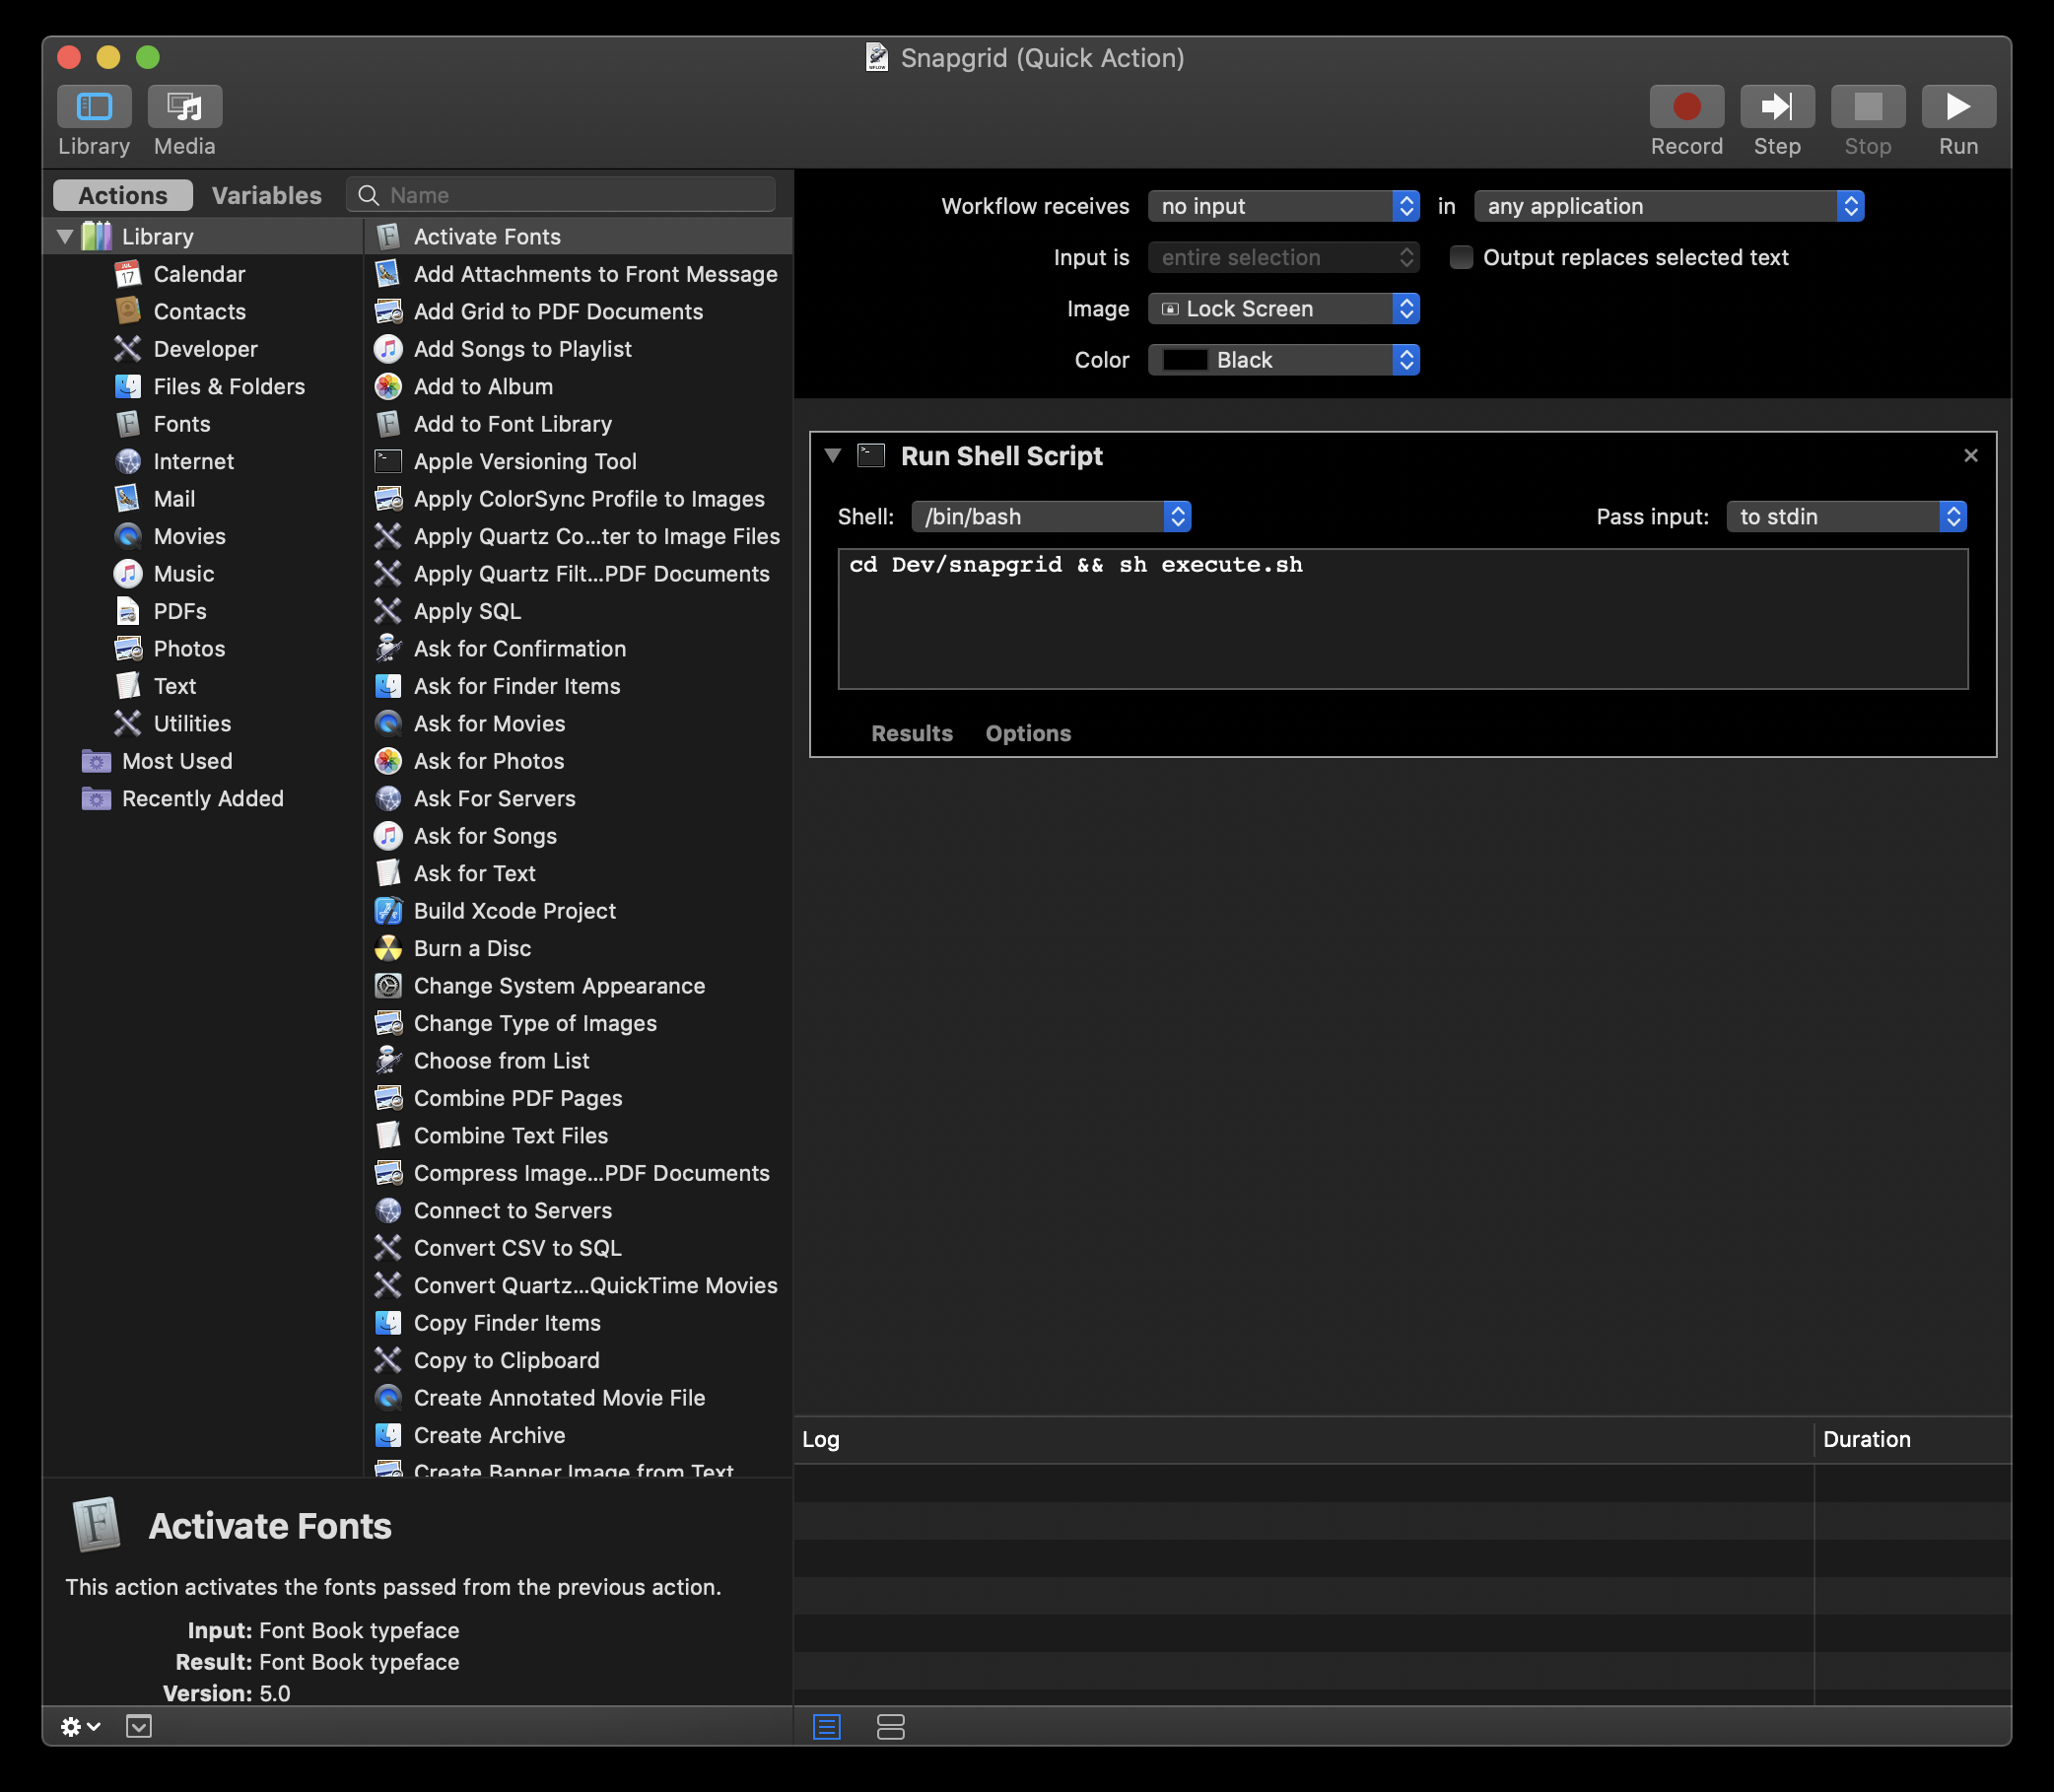 Snapgrid (Quick Action)
Library
Media
Record
Step
Stop
Run
Actions
Variables
Name
Library
Calendar
Contacts
Developer
Files & Folders
Fonts
Internet
Mail
Movies
Music
PDFs
Photos
Text
Utilities
Most Used
Recently Added
Activate Fonts
Add Attachments to Front Message
Add Grid to PDF Documents
Add Songs to Playlist
Add to Album
Add to Font Library
Apple Versioning Tool
Apply ColorSync Profile to Images
Apply Quartz Co...ter to Image Files
Apply Quartz Filt...PDF Documents
Apply SQL
Ask for Confirmation
Ask for Finder Items
Ask for Movies
Ask for Photos
Ask For Servers
Ask for Songs
Ask for Text
Build Xcode Project
Burn a Disc
Change System Appearance
Change Type of Images
Choose from List
Combine PDF Pages
Combine Text Files
Compress Image...PDF Documents
Connect to Servers
Convert CSV to SQL
Convert Quartz...QuickTime Movies
Copy Finder Items
Copy to Clipboard
Create Annotated Movie File
Create Archive
Create Banner Image from Text
Activate Fonts
This action activates the fonts passed from the previous action.
Input: Font Book typeface
Result: Font Book typeface
Version: 5.0
Workflow receives no input in any application
Input is entire selection Output replaces selected text
Image Lock Screen
Color Black
Run Shell Script
Shell: /bin/bash Pass input: to stdin
cd Dev/snapgrid && sh execute.sh
Results Options
Log Duration